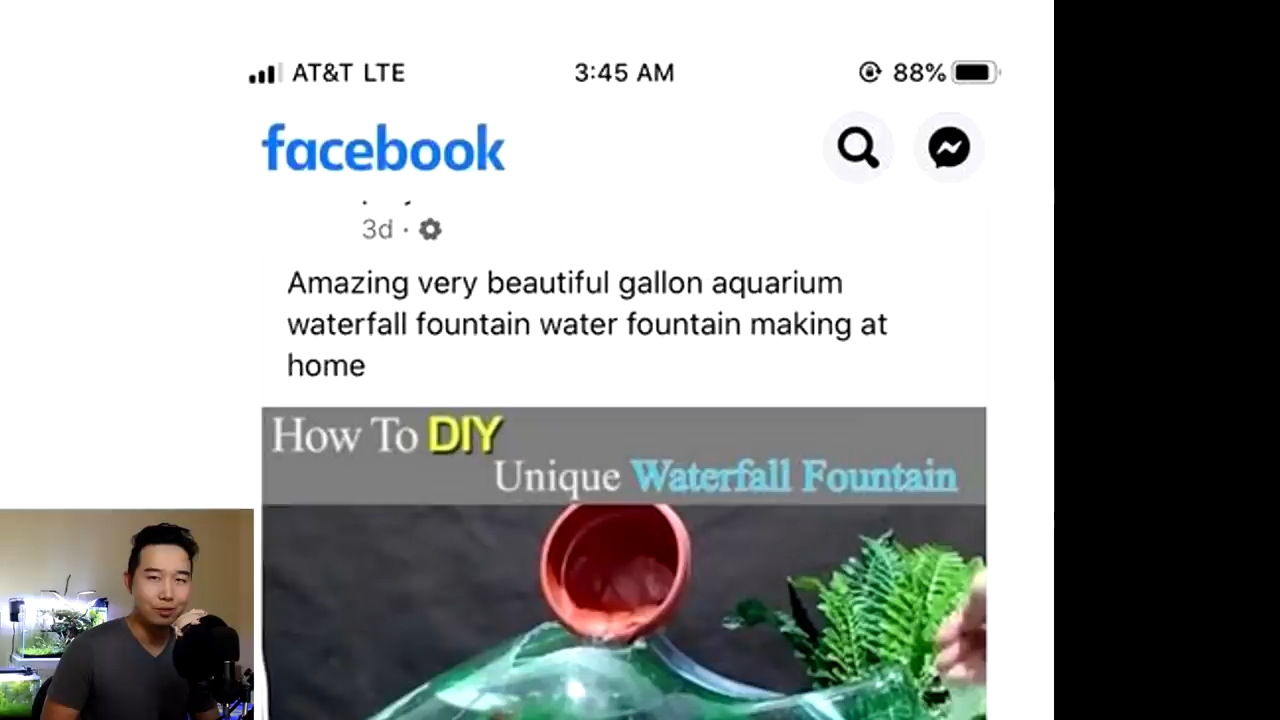 AT&T LTE 3:45 AM 88%
facebook
3d ·
Amazing very beautiful gallon aquarium
waterfall fountain water fountain making at
home
How To DIY
Unique Waterfall Fountain